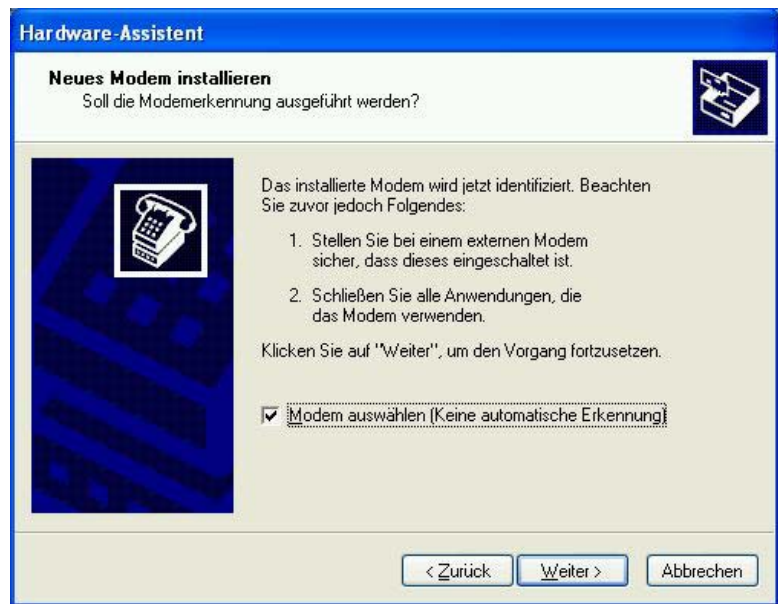 Hardware-Assistent
Neues Modem installieren
Soll die Modemerkennung ausgeführt werden?
Das installierte Modem wird jetzt identifiziert. Beachten
Sie zuvor jedoch Folgendes:
1. Stellen Sie bei einem externen Modem
sicher, dass dieses eingeschaltet ist.
2. Schließen Sie alle Anwendungen, die
das Modem verwenden.
Klicken Sie auf "Weiter", um den Vorgang fortzusetzen.
Modem auswählen (Keine automatische Erkennung)
< Zurück Weiter > Abbrechen